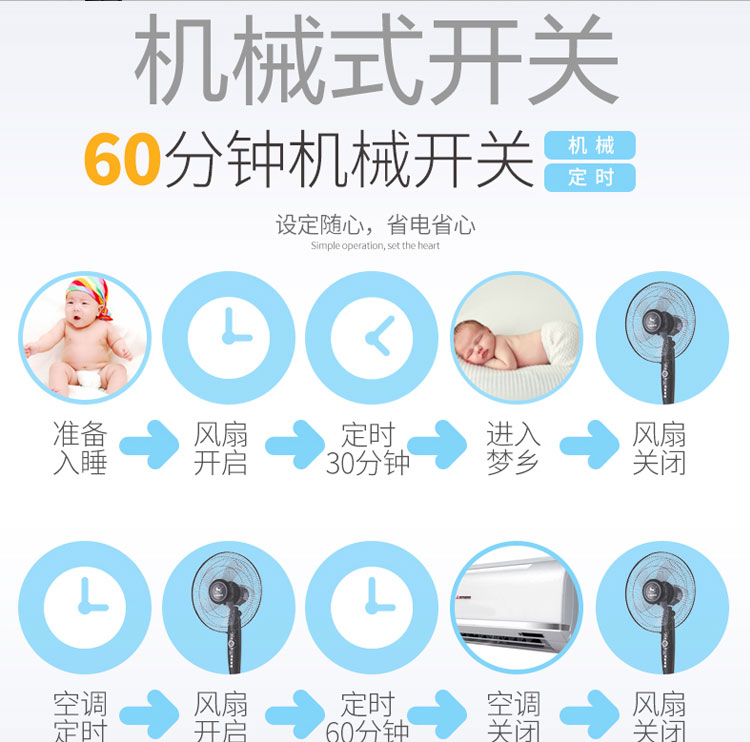 机械式开关
60分钟机械开关
机械
定时
设定随心，省电省心
Simple operation, set the heart
准备
入睡
风扇
开启
定时
30分钟
进入
梦乡
风扇
关闭
空调
定时
风扇
开启
定时
60分钟
空调
关闭
风扇
关闭